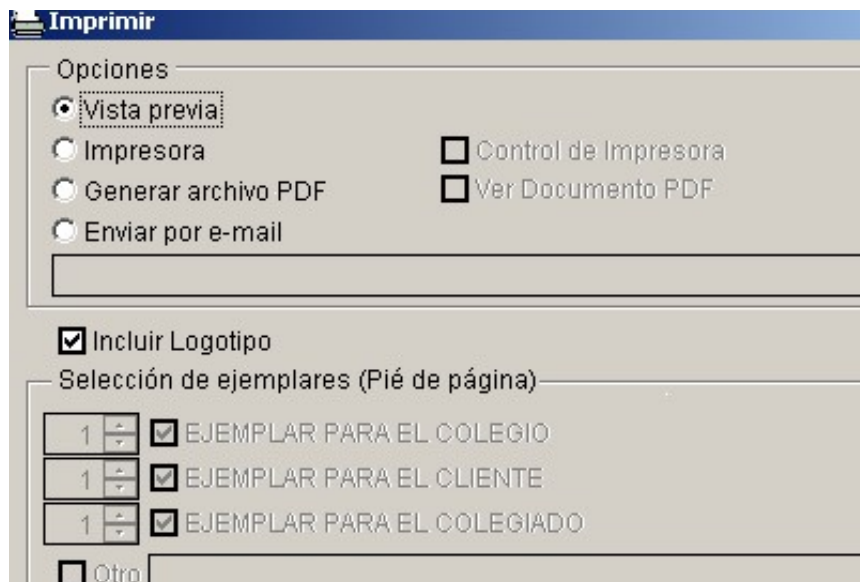 Imprimir
Opciones
Vista previa
Impresora
Control de Impresora
Generar archivo PDF
Ver Documento PDF
Enviar por e-mail
Incluir Logotipo
Selección de ejemplares (Pié de página)
1 EJEMPLAR PARA EL COLEGIO
1 EJEMPLAR PARA EL CLIENTE
1 EJEMPLAR PARA EL COLEGIADO
Otro